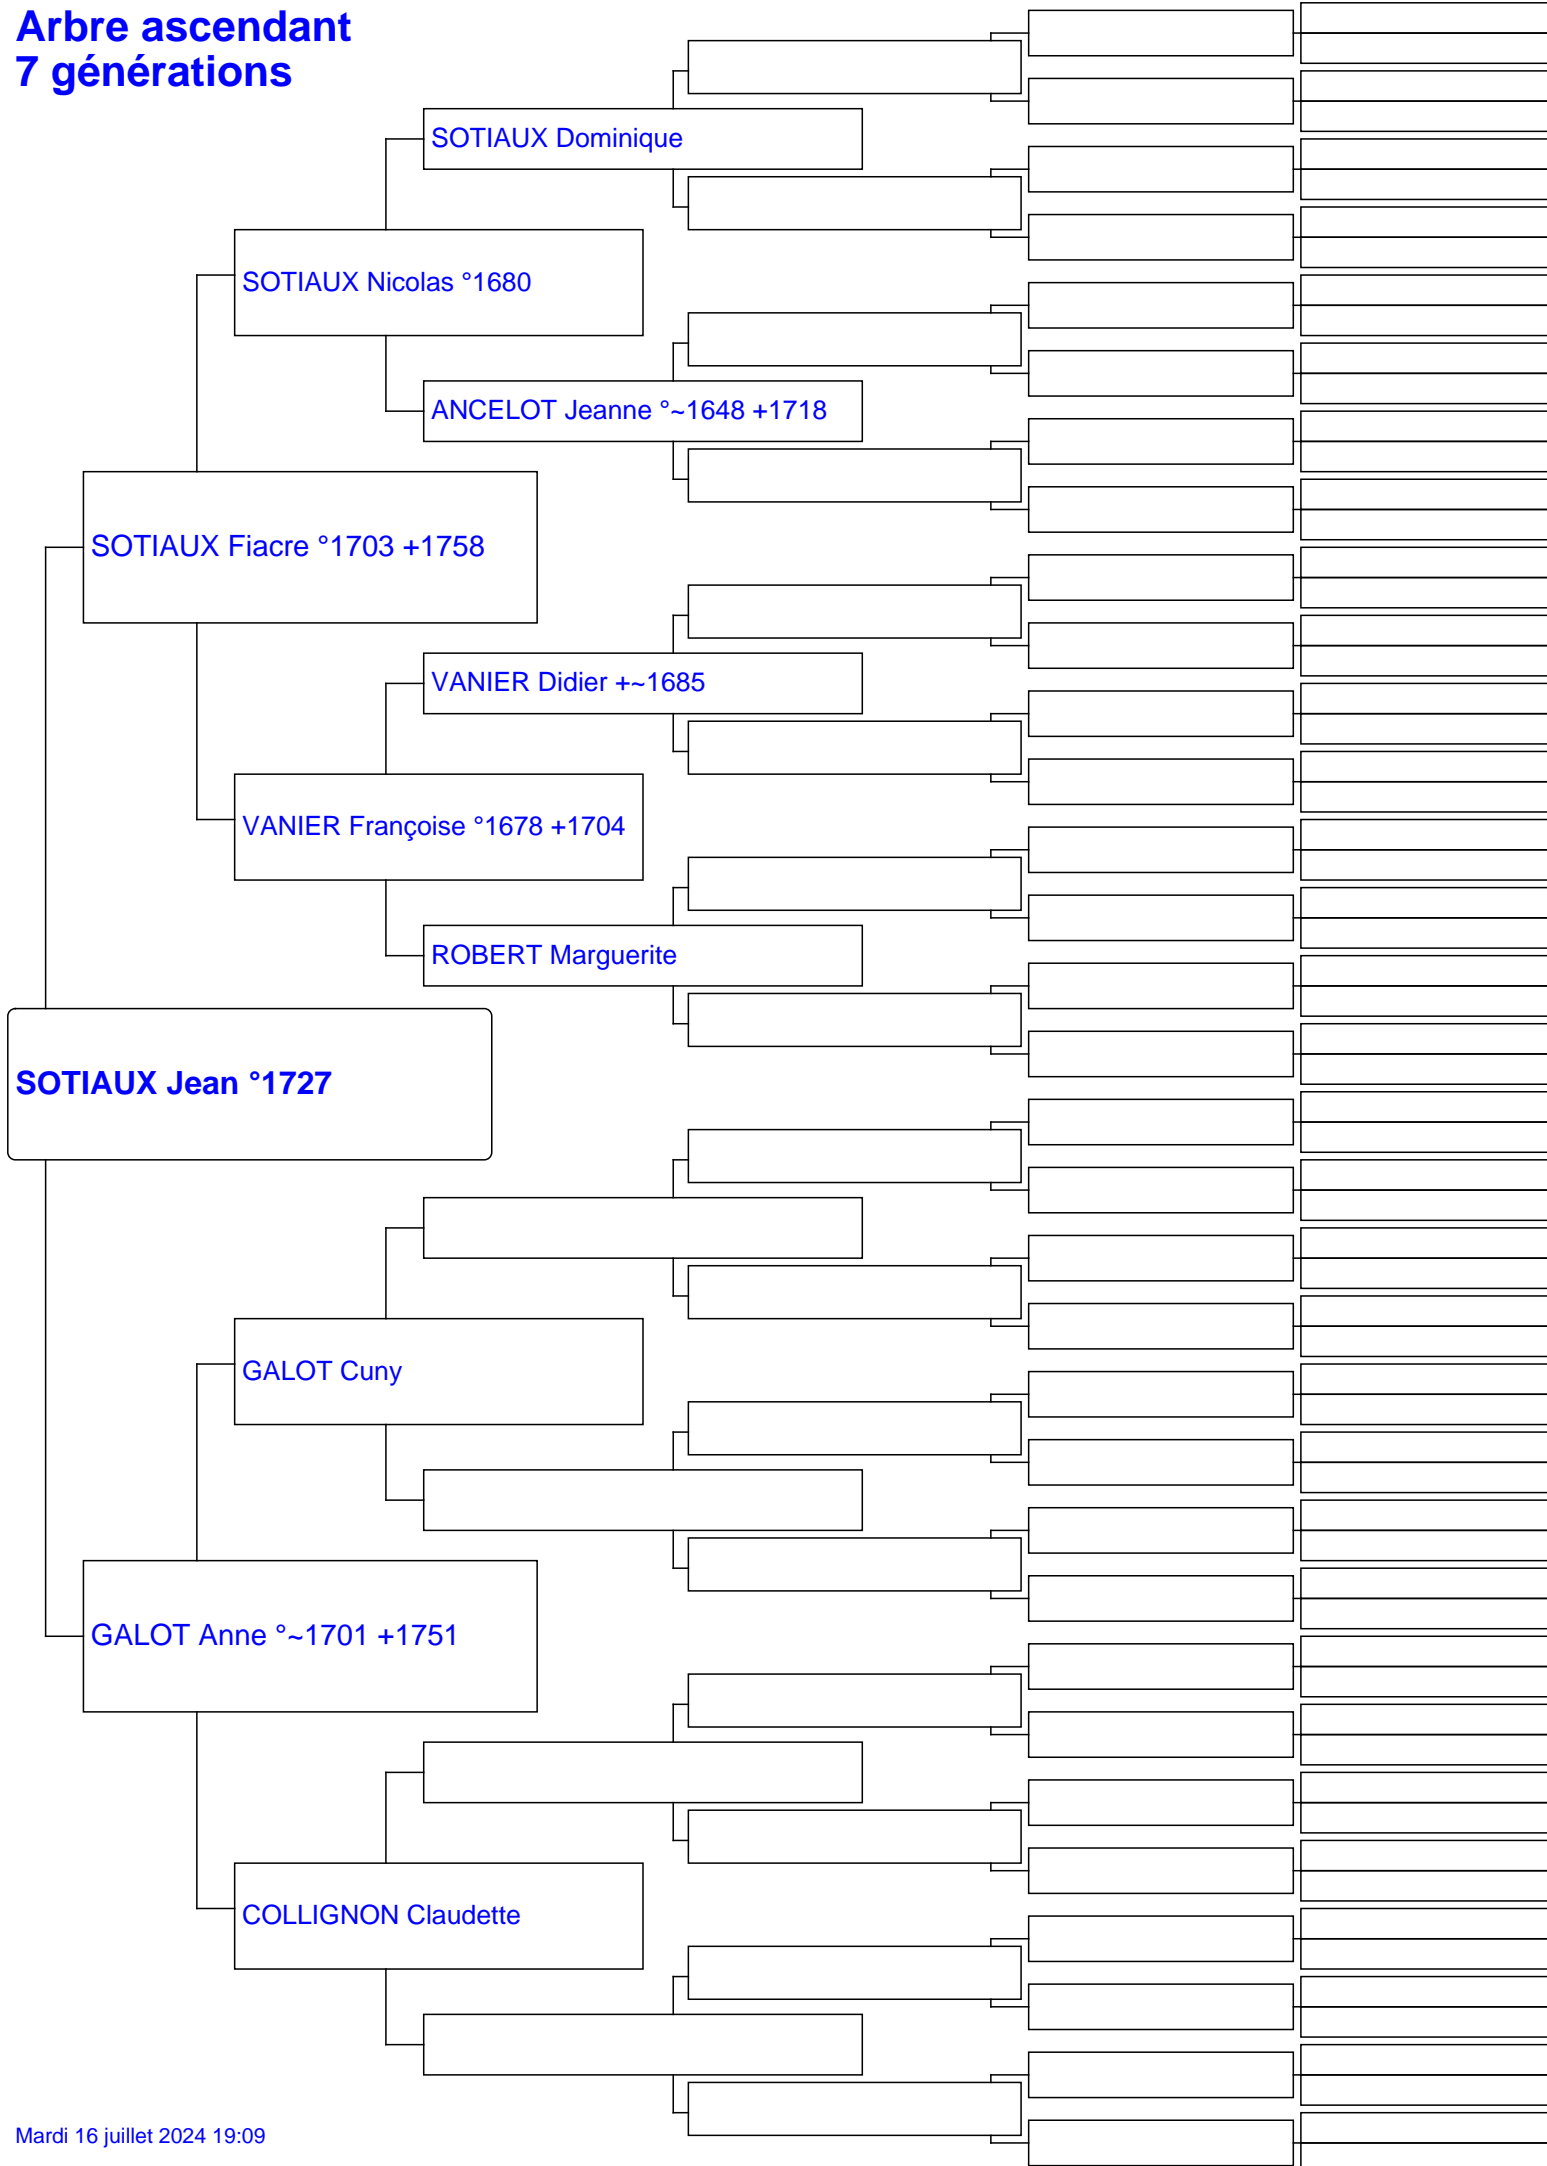 Arbre ascendant
7 générations
SOTIAUX Dominique
SOTIAUX Nicolas °1680
ANCELOT Jeanne °~1648 +1718
SOTIAUX Fiacre °1703 +1758
VANIER Didier +~1685
VANIER Françoise °1678 +1704
ROBERT Marguerite
SOTIAUX Jean °1727
GALOT Cuny
GALOT Anne °~1701 +1751
COLLIGNON Claudette
Mardi 16 juillet 2024 19:09